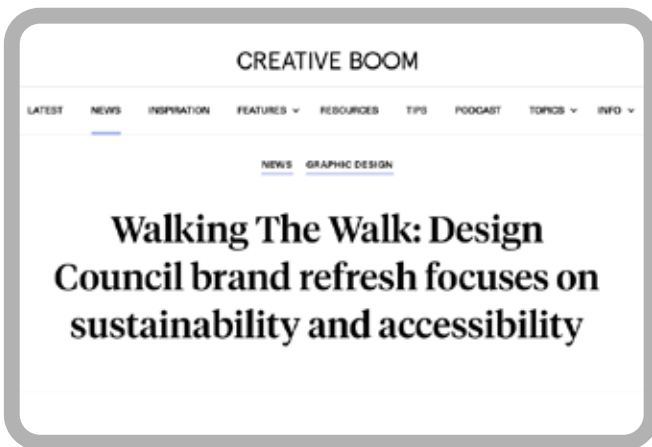 CREATIVE BOOM
LATEST NEWS INSPIRATION FEATURES RESOURCES TIPS PODCAST TOPICS INFO
NEWS GRAPHIC DESIGN
Walking The Walk: Design
Council brand refresh focuses on
sustainability and accessibility